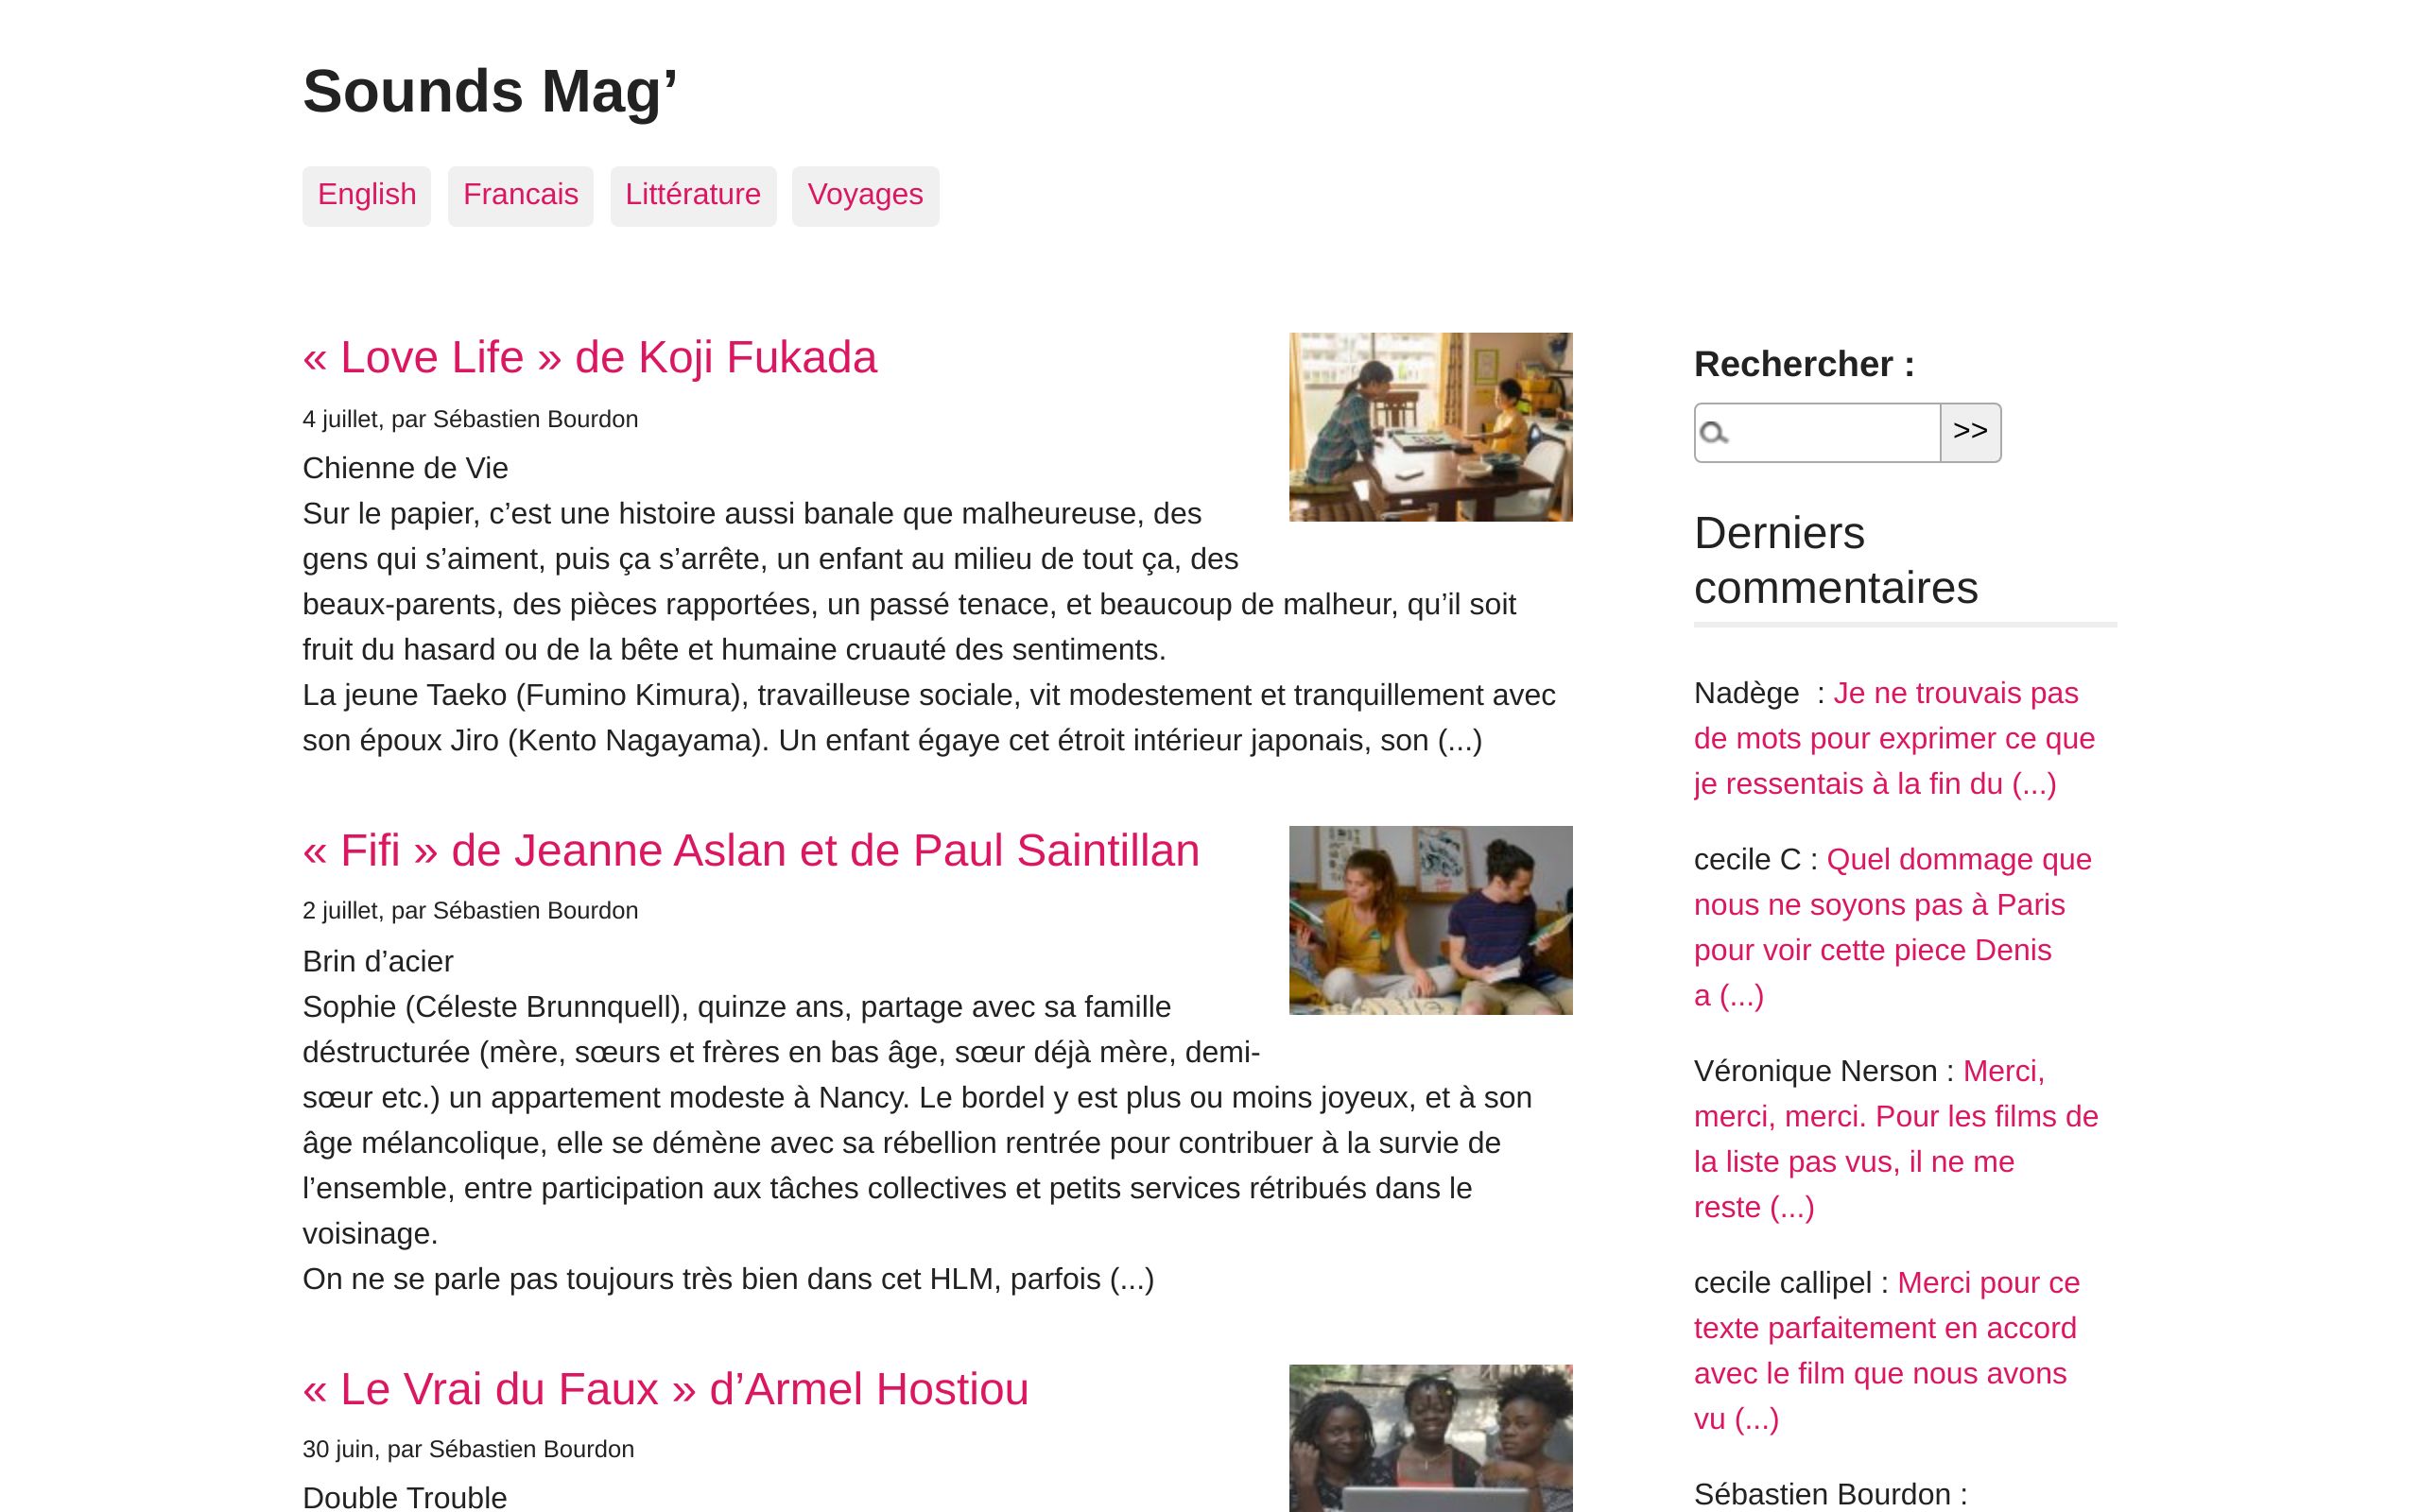 Sounds Mag’
English Francais Littérature Voyages
« Love Life » de Koji Fukada
4 juillet, par Sébastien Bourdon
Chienne de Vie
Sur le papier, c’est une histoire aussi banale que malheureuse, des
gens qui s’aiment, puis ça s’arrête, un enfant au milieu de tout ça, des
beaux-parents, des pièces rapportées, un passé tenace, et beaucoup de malheur, qu’il soit
fruit du hasard ou de la bête et humaine cruauté des sentiments.
La jeune Taeko (Fumino Kimura), travailleuse sociale, vit modestement et tranquillement avec
son époux Jiro (Kento Nagayama). Un enfant égaye cet étroit intérieur japonais, son (...)
« Fifi » de Jeanne Aslan et de Paul Saintillan
2 juillet, par Sébastien Bourdon
Brin d’acier
Sophie (Céleste Brunnquell), quinze ans, partage avec sa famille
déstructurée (mère, sœurs et frères en bas âge, sœur déjà mère, demi-
sœur etc.) un appartement modeste à Nancy. Le bordel y est plus ou moins joyeux, et à son
âge mélancolique, elle se démène avec sa rébellion rentrée pour contribuer à la survie de
l’ensemble, entre participation aux tâches collectives et petits services rétribués dans le
voisinage.
On ne se parle pas toujours très bien dans cet HLM, parfois (...)
« Le Vrai du Faux » d’Armel Hostiou
30 juin, par Sébastien Bourdon
Double Trouble
Rechercher :
>>
Derniers
commentaires
Nadège  : Je ne trouvais pas
de mots pour exprimer ce que
je ressentais à la fin du (...)
cecile C : Quel dommage que
nous ne soyons pas à Paris
pour voir cette piece Denis
a (...)
Véronique Nerson : Merci,
merci, merci. Pour les films de
la liste pas vus, il ne me
reste (...)
cecile callipel : Merci pour ce
texte parfaitement en accord
avec le film que nous avons
vu (...)
Sébastien Bourdon :